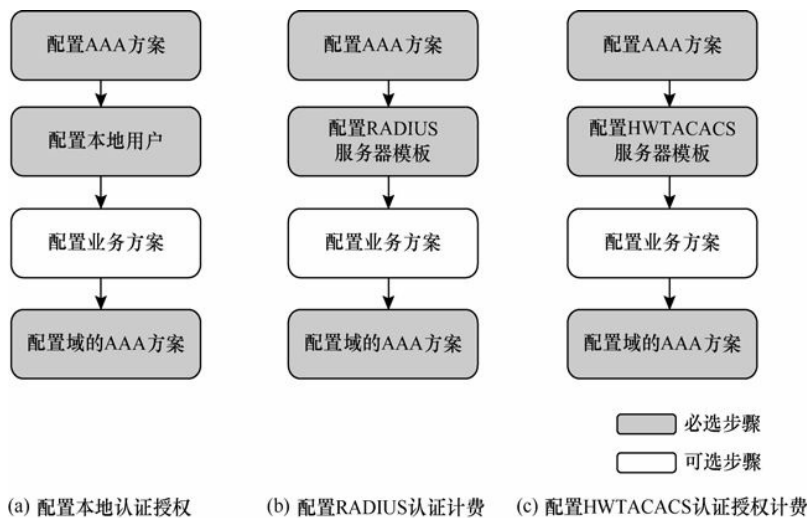 配置AAA方案
配置本地用户
配置业务方案
配置域的AAA方案
(a) 配置本地认证授权
配置AAA方案
配置RADIUS
服务器模板
配置业务方案
配置域的AAA方案
(b) 配置RADIUS认证计费
配置AAA方案
配置HWTACACS
服务器模板
配置业务方案
配置域的AAA方案
必选步骤
可选步骤
(c) 配置HWTACACS认证授权计费